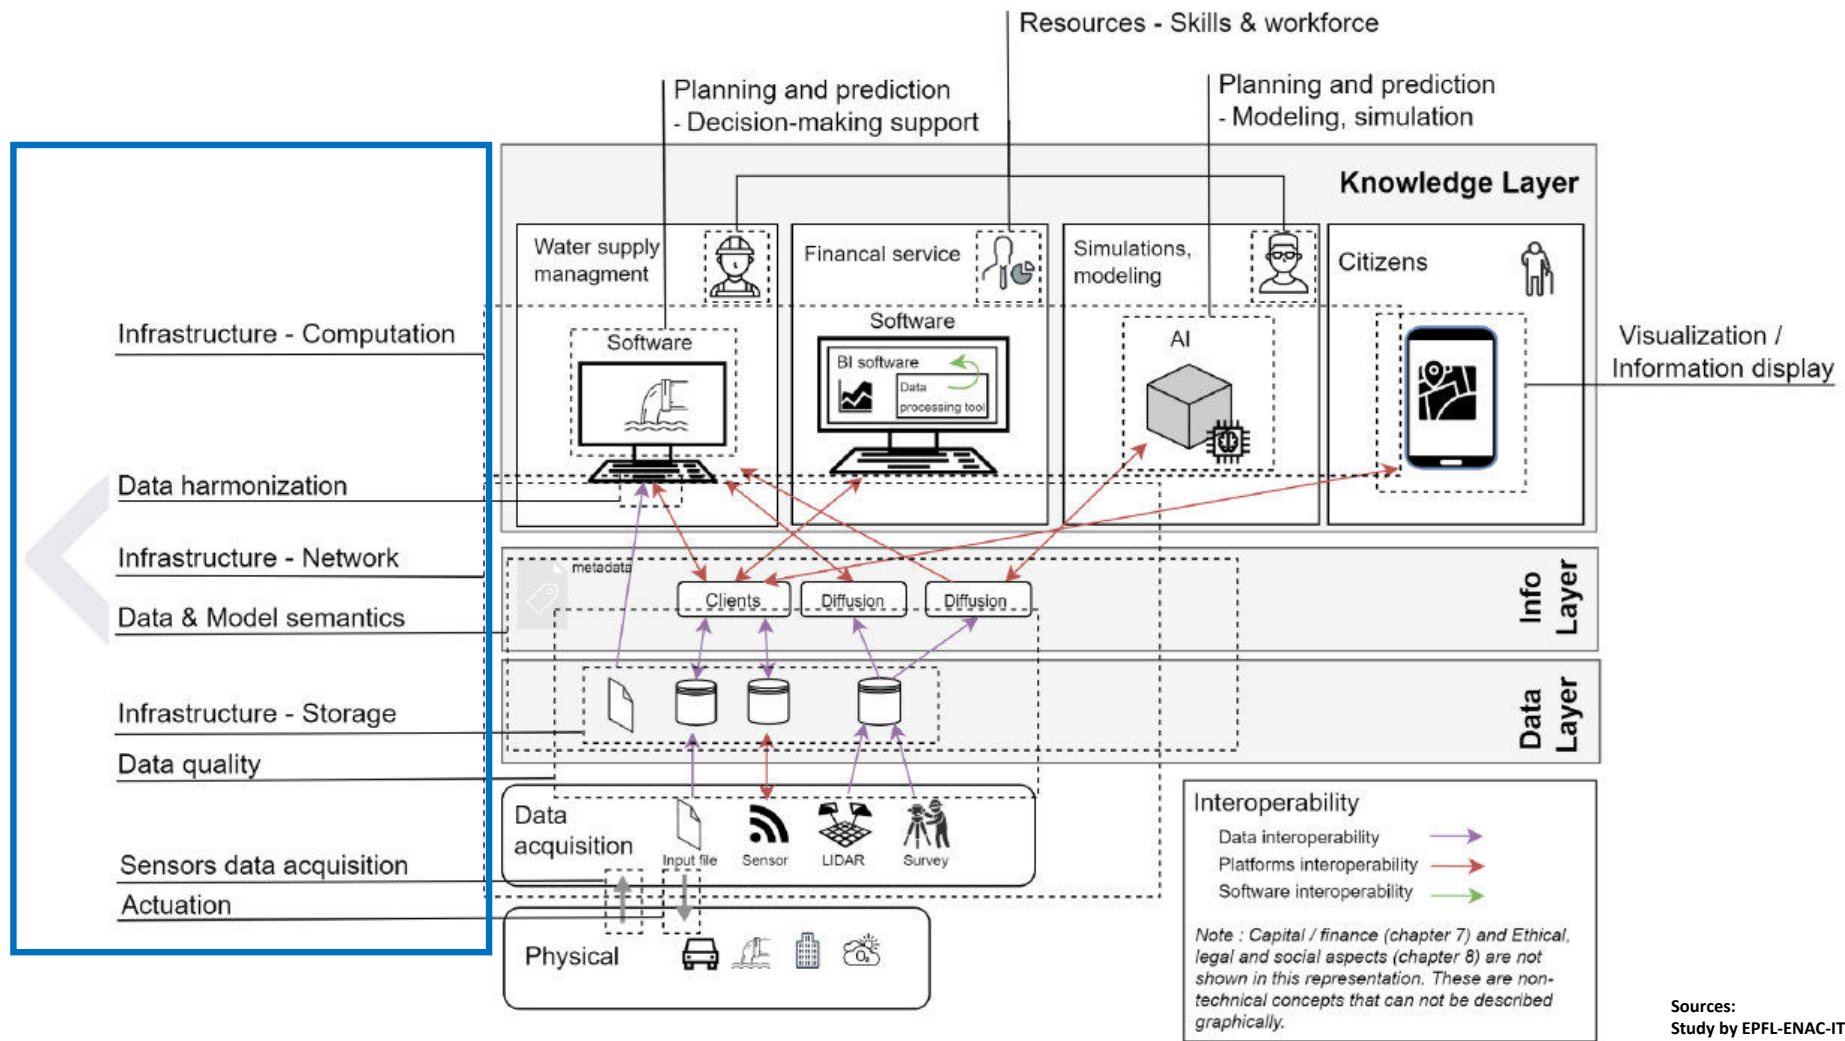 Resources - Skills & workforce
Planning and prediction
- Decision-making support
Planning and prediction
- Modeling, simulation
Knowledge Layer
Water supply
managment
Financal service
Simulations,
modeling
Citizens
Infrastructure - Computation
Software
Software
BI software
Data
processing tool
AI
Visualization /
Information display
Data harmonization
Infrastructure - Network
Data & Model semantics
metadata
Clients
Diffusion
Diffusion
Info
Layer
Infrastructure - Storage
Data quality
Data
Layer
Data
acquisition
Input file
Sensor
LIDAR
Survey
Sensors data acquisition
Actuation
Physical
O₃
Interoperability
Data interoperability
Platforms interoperability
Software interoperability
Note : Capital / finance (chapter 7) and Ethical,
legal and social aspects (chapter 8) are not
shown in this representation. These are non-
technical concepts that can not be described
graphically.
Sources:
Study by EPFL-ENAC-IT